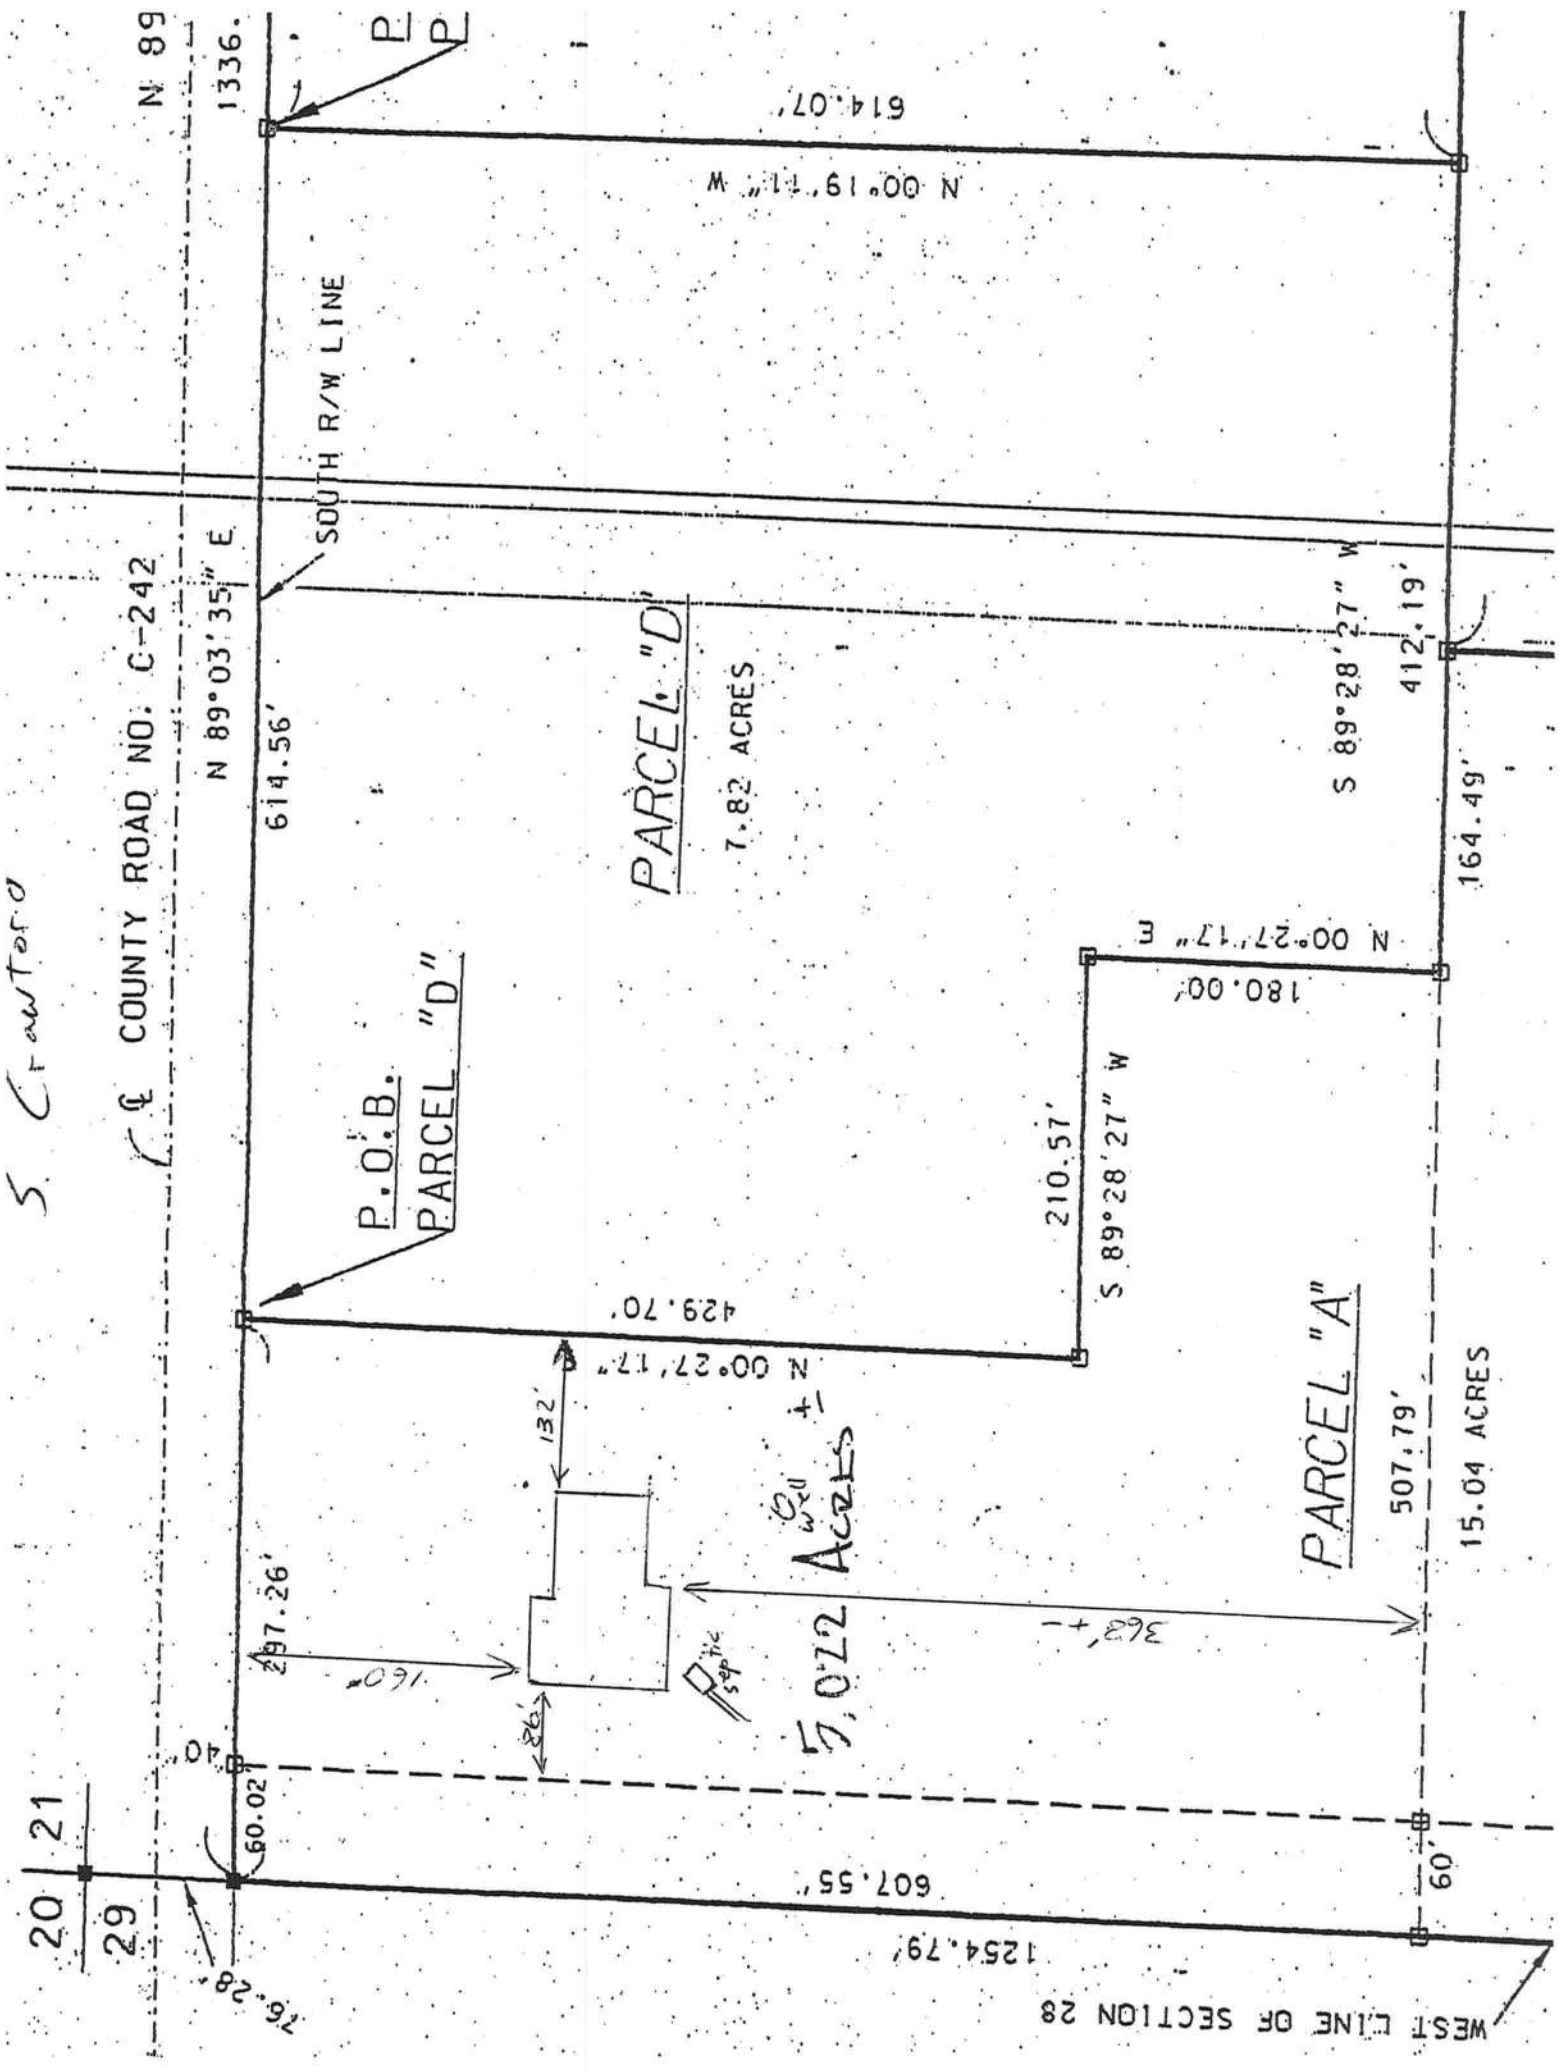 S. Crawford
20 21
29
76.28'
℄ COUNTY ROAD NO. C-242
N 89°03'35" E
614.56'
N 89
1336.
SOUTH R/W LINE
P
P
P.O.B.
PARCEL "D"
297.26'
40'
60.02'
160'
86'
132'
septic
well
5.022 Acres ±
368'+-
429.70'
N 00°27'17" E
PARCEL "D"
7.82 ACRES
614.07'
N 00°19'11" W
210.57'
S 89°28'27" W
180.00'
N 00°27'17" E
S 89°28'27" W
412.19'
164.49'
PARCEL "A"
507.79'
15.04 ACRES
60'
607.55'
1254.79'
WEST LINE OF SECTION 28